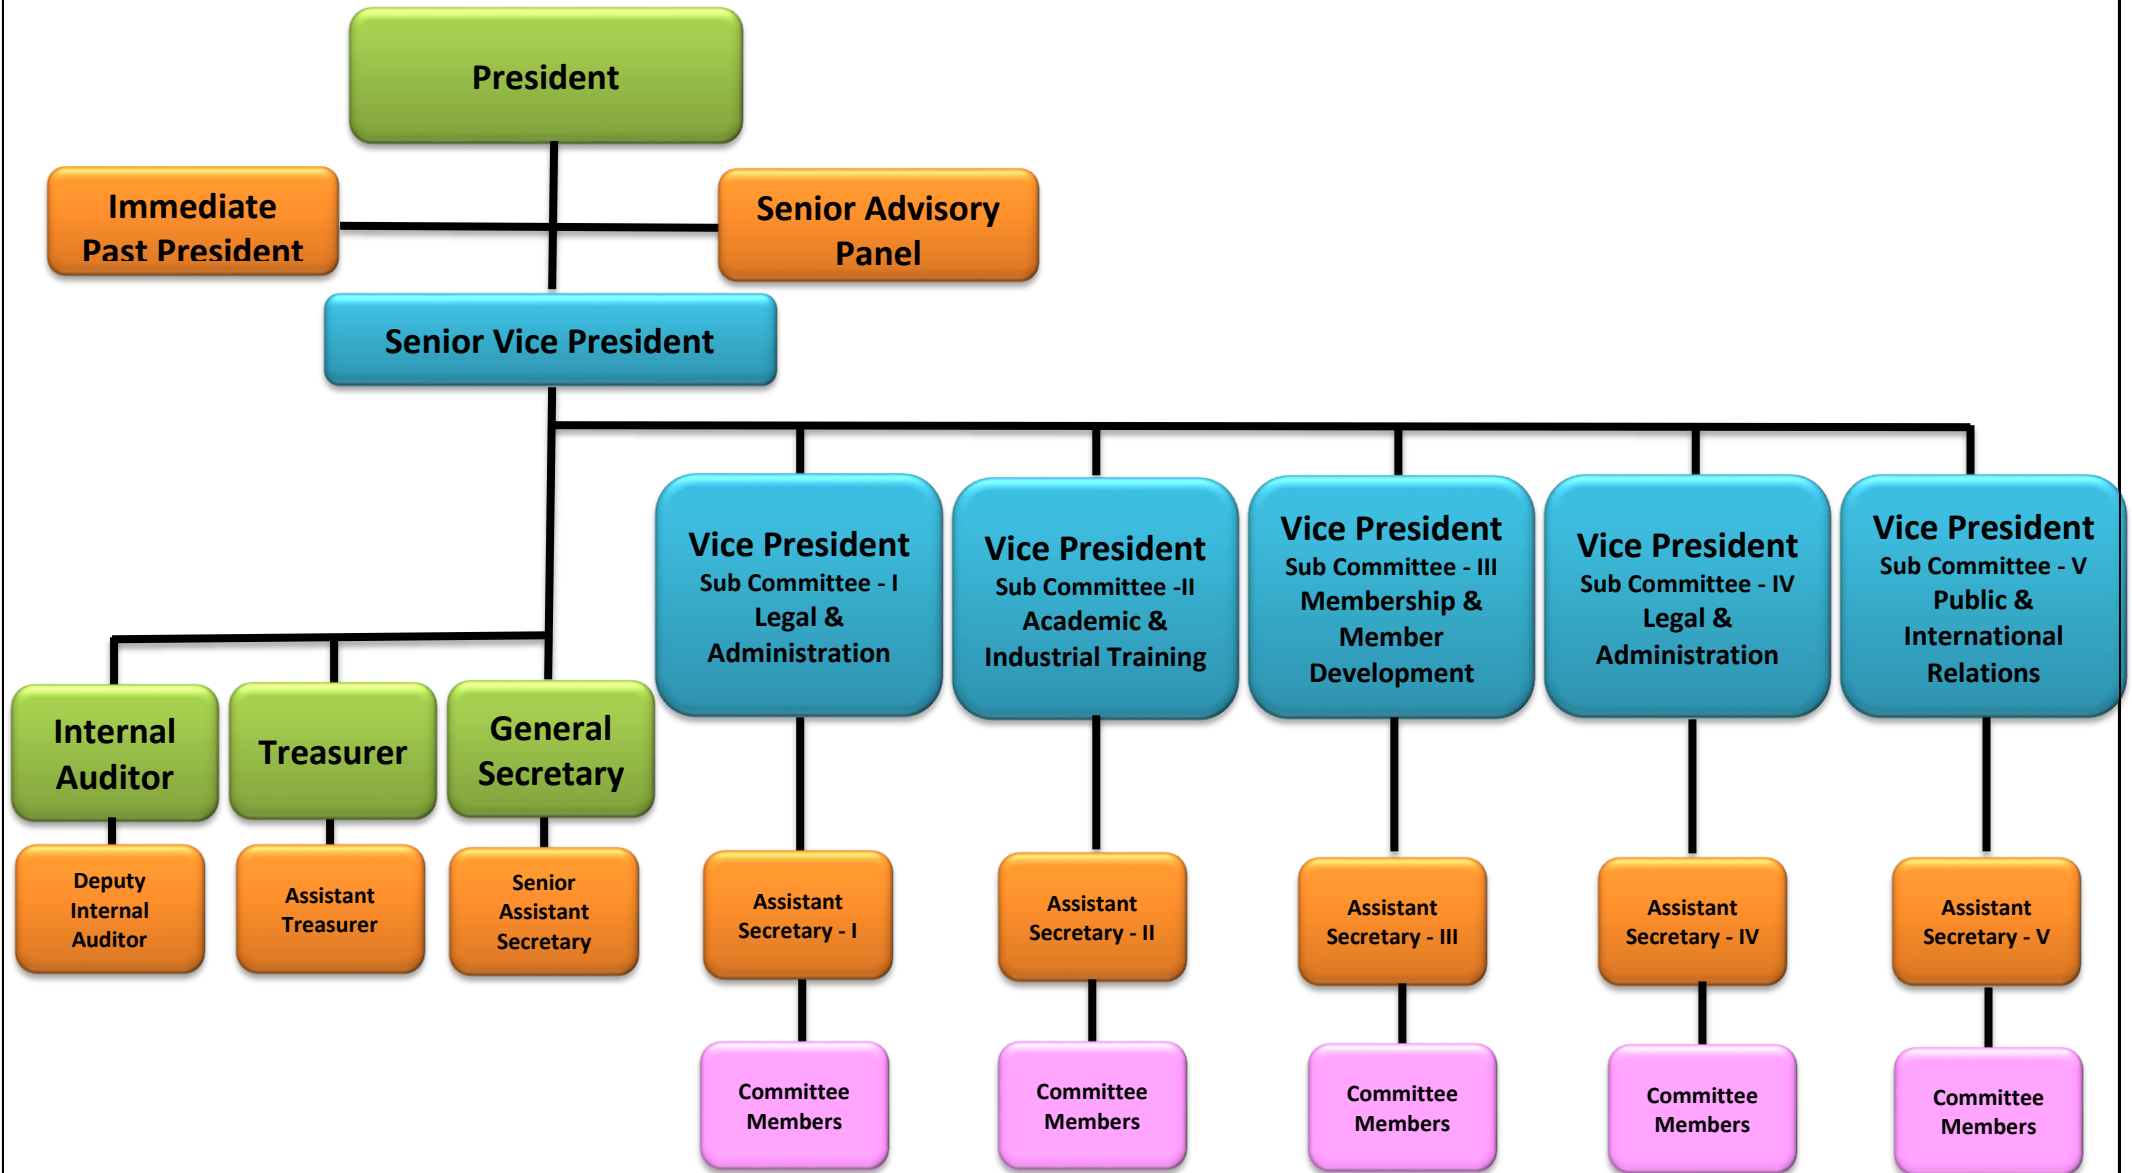 President
Immediate
Past President
Senior Advisory
Panel
Senior Vice President
Vice President
Sub Committee - I
Legal &
Administration
Vice President
Sub Committee -II
Academic &
Industrial Training
Vice President
Sub Committee - III
Membership &
Member
Development
Vice President
Sub Committee - IV
Legal &
Administration
Vice President
Sub Committee - V
Public &
International
Relations
Internal
Auditor
Treasurer
General
Secretary
Deputy
Internal
Auditor
Assistant
Treasurer
Senior
Assistant
Secretary
Assistant
Secretary - I
Assistant
Secretary - II
Assistant
Secretary - III
Assistant
Secretary - IV
Assistant
Secretary - V
Committee
Members
Committee
Members
Committee
Members
Committee
Members
Committee
Members